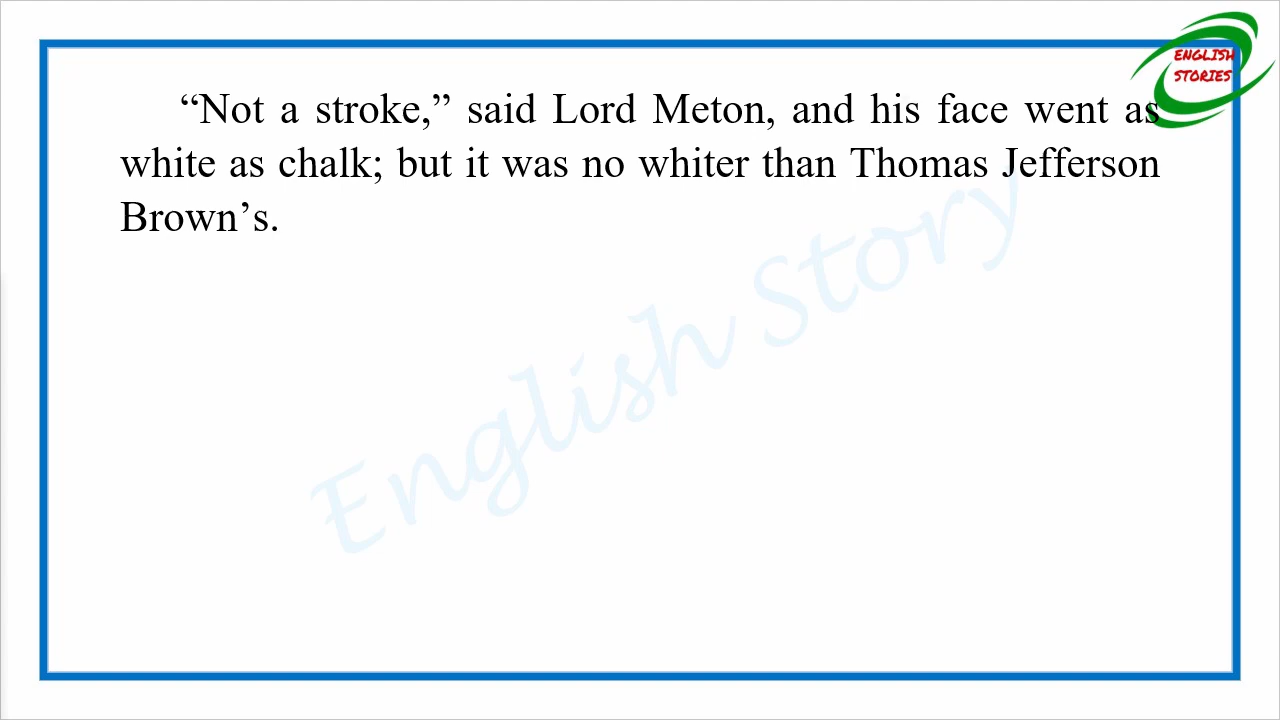 ENGLISH
STORIES
“Not a stroke,” said Lord Meton, and his face went as
white as chalk; but it was no whiter than Thomas Jefferson
Brown’s.
English Story